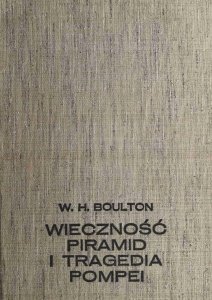 W. H. BOULTON
WIECZNOŚĆ
PIRAMID
I TRAGEDIA
POMPEI